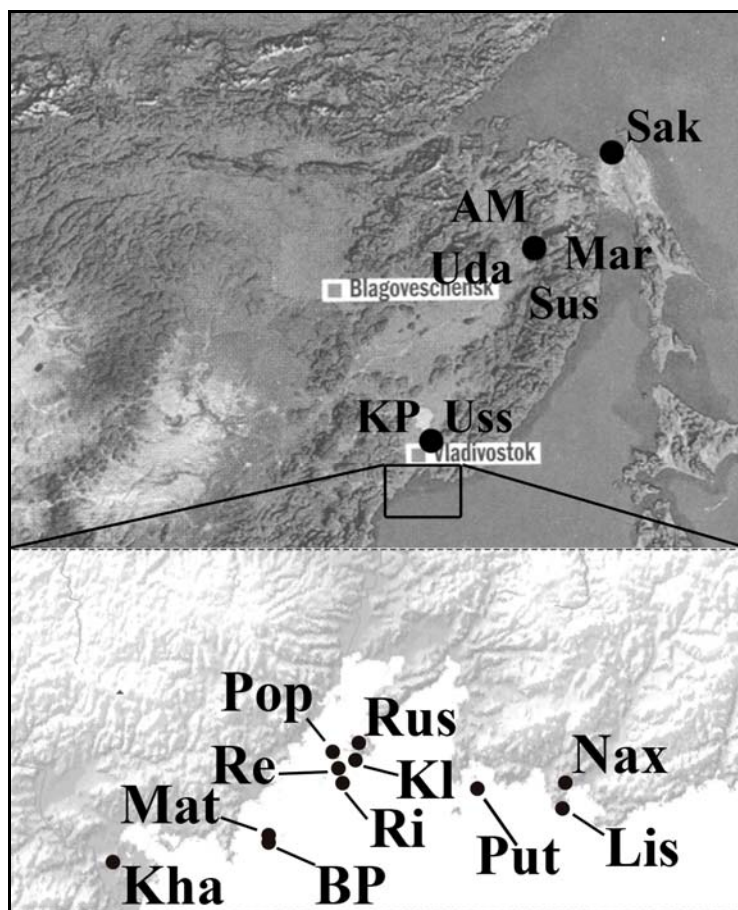 Sak
AM
Uda
Mar
Sus
Blagoveschensk
KP
Uss
Vladivostok
Pop
Rus
Re
Kl
Nax
Mat
Ri
Put
Lis
Kha
BP